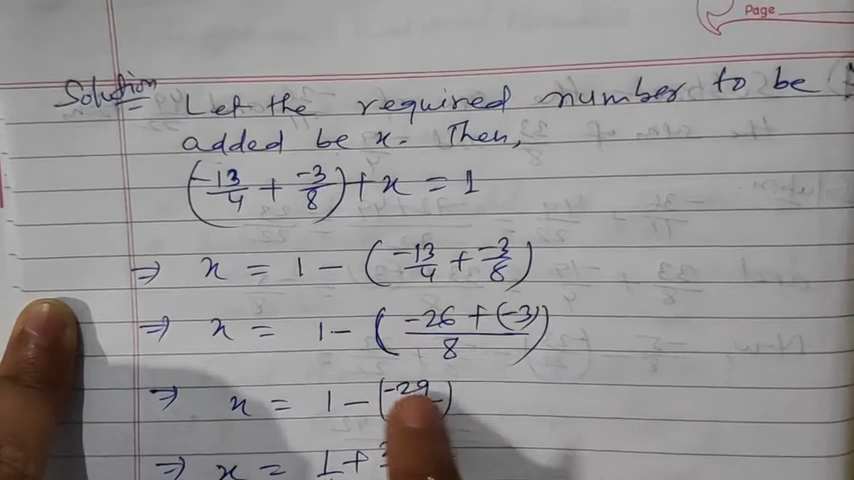 Page
Solution Let the required number to be
added be x. Then,
(-13/4 + -3/8) + x = 1
⇒ x = 1 - (-13/4 + -3/8)
⇒ x = 1 - (-26 + (-3)/8)
⇒ x = 1 - (-29
⇒ x = 1 +